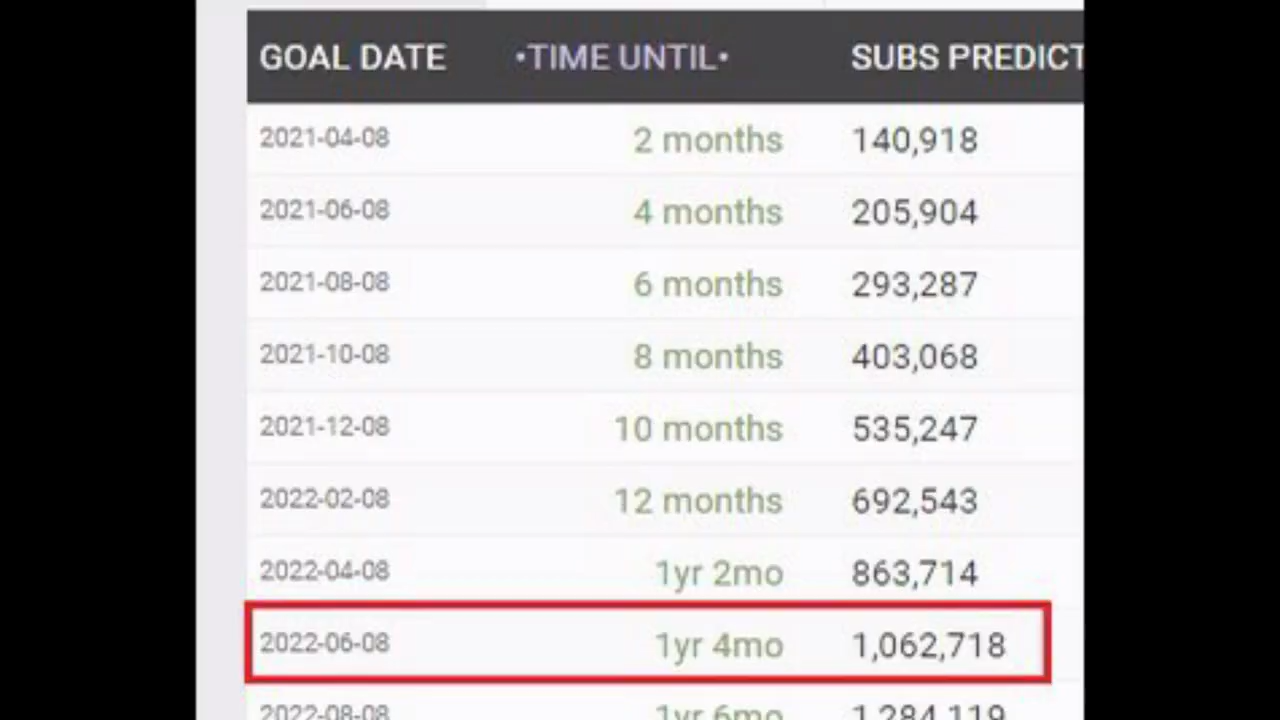 GOAL DATE •TIME UNTIL• SUBS PREDICT
2021-04-08 2 months 140,918
2021-06-08 4 months 205,904
2021-08-08 6 months 293,287
2021-10-08 8 months 403,068
2021-12-08 10 months 535,247
2022-02-08 12 months 692,543
2022-04-08 1yr 2mo 863,714
2022-06-08 1yr 4mo 1,062,718
2022-08-08 1yr 6mo 1,284,119